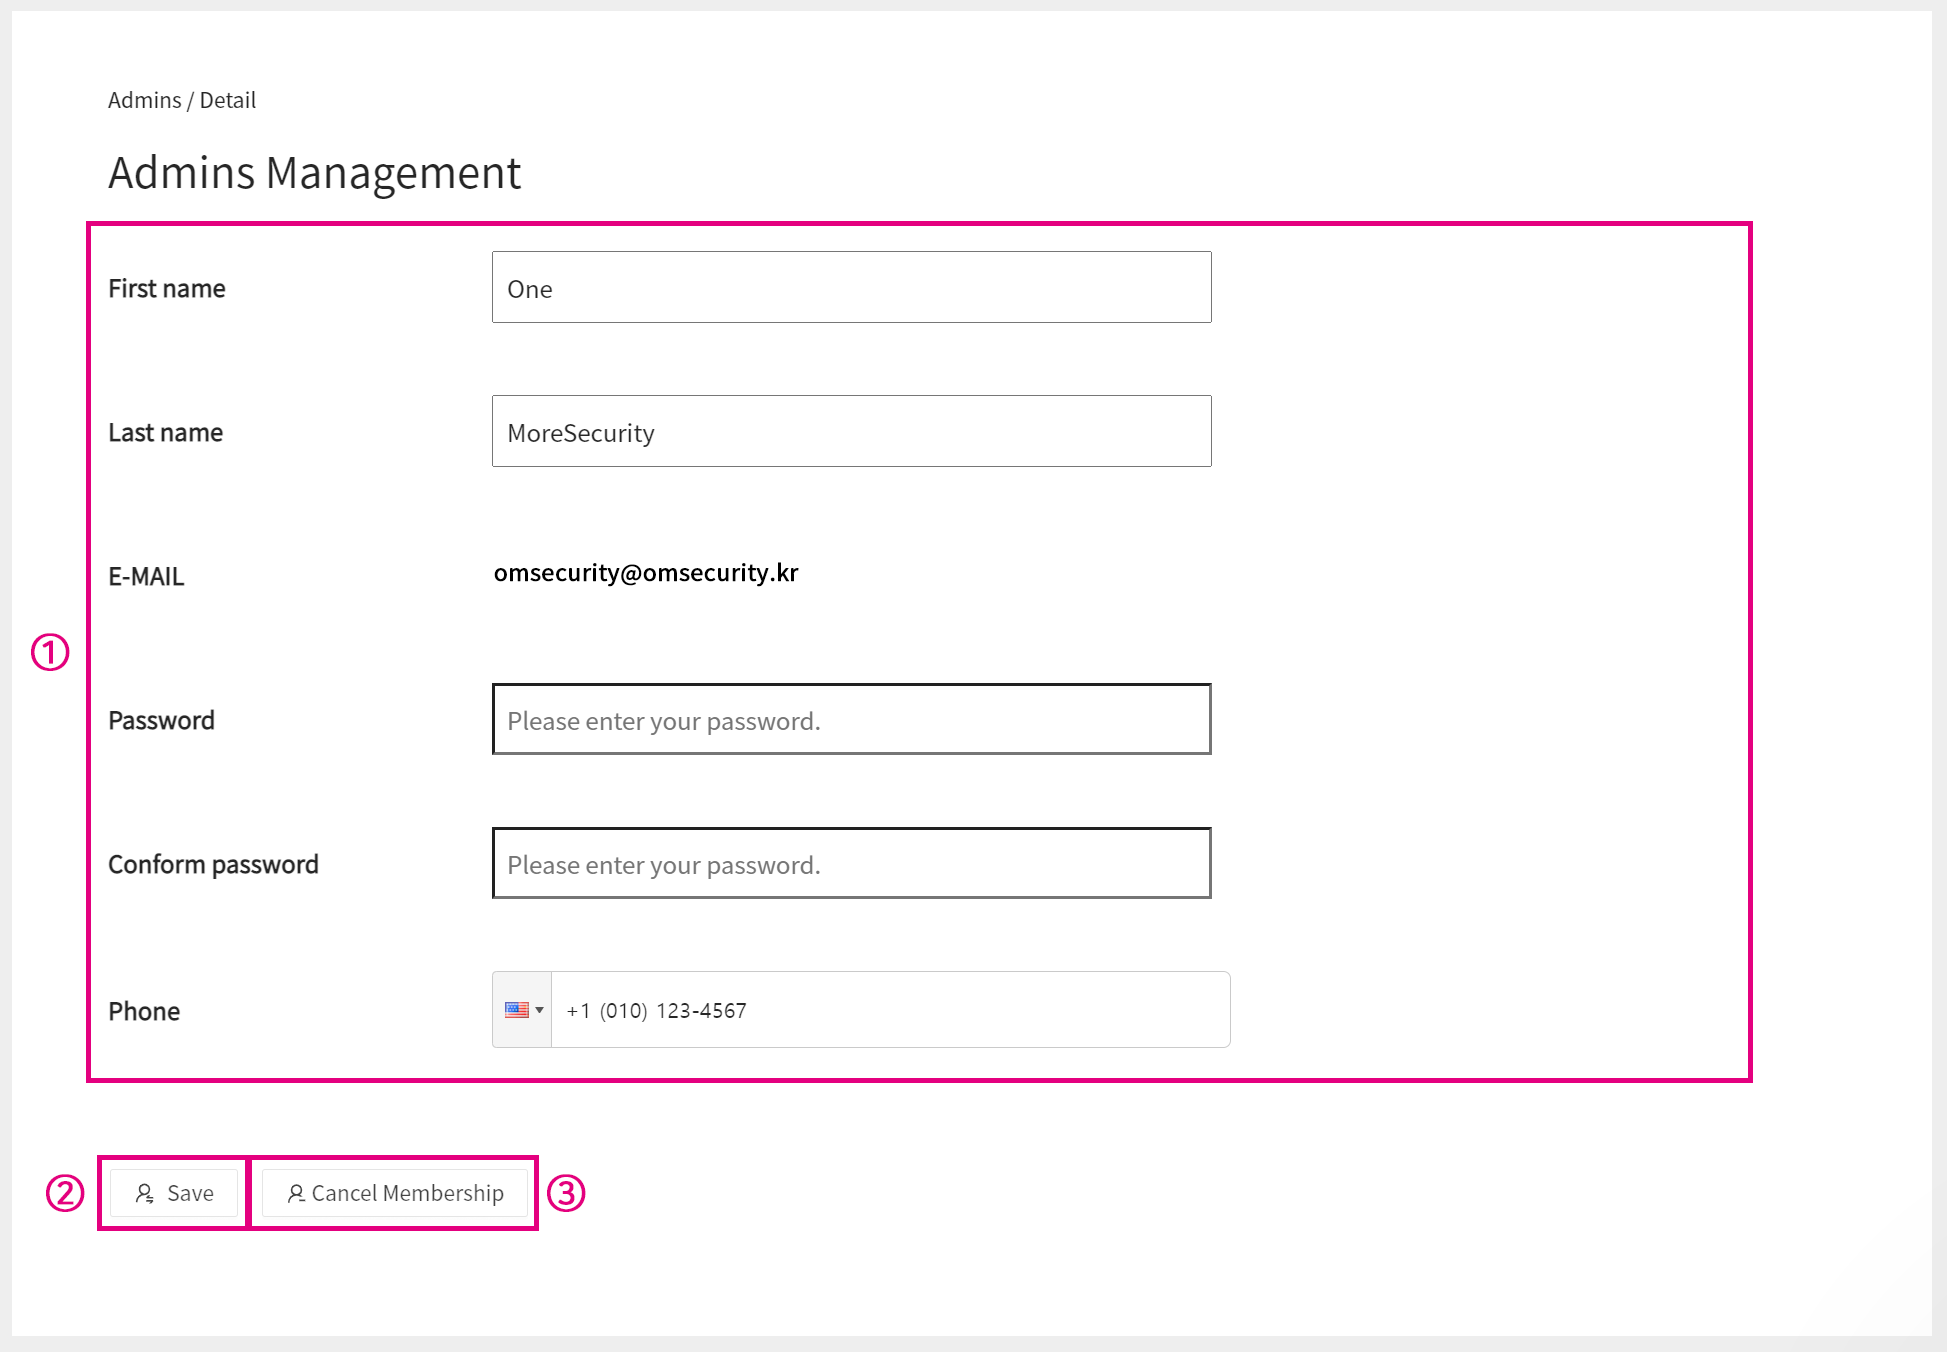 Admins / Detail
Admins Management
First name
One
Last name
MoreSecurity
E-MAIL
omsecurity@omsecurity.kr
①
Password
Please enter your password.
Conform password
Please enter your password.
Phone
+1 (010) 123-4567
② Save Cancel Membership ③